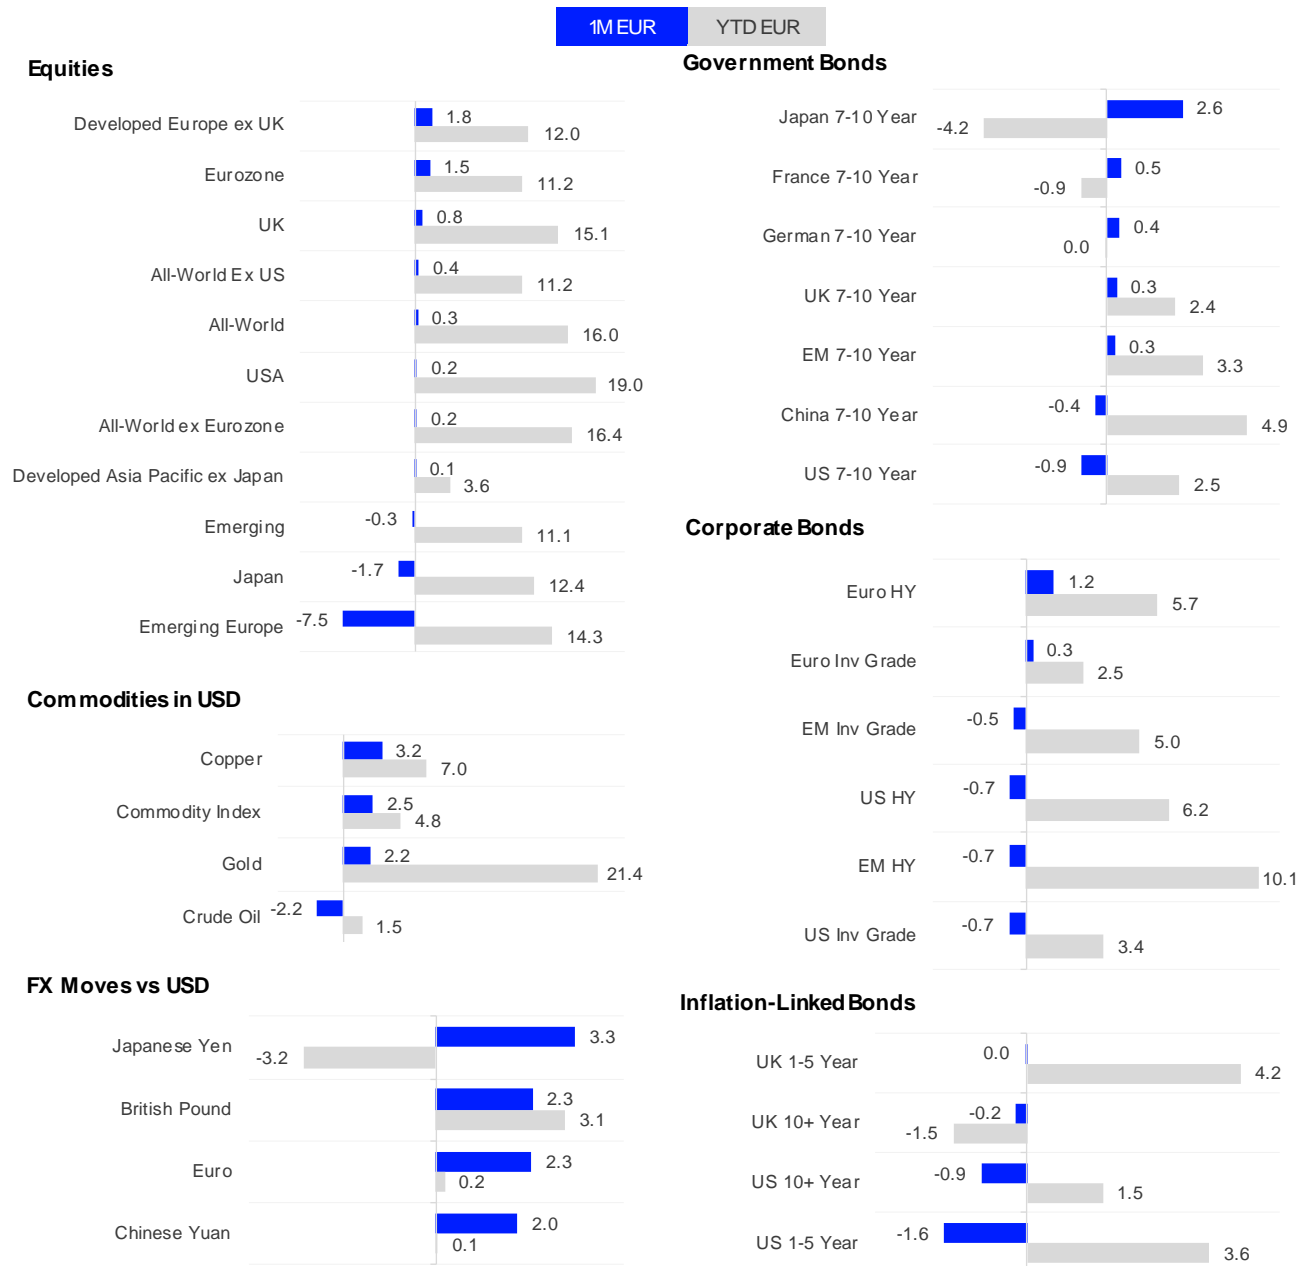 1M EUR YTD EUR
Equities
Developed Europe ex UK 1.8 12.0
Eurozone 1.5 11.2
UK 0.8 15.1
All-World Ex US 0.4 11.2
All-World 0.3 16.0
USA 0.2 19.0
All-World ex Eurozone 0.2 16.4
Developed Asia Pacific ex Japan 0.1 3.6
Emerging -0.3 11.1
Japan -1.7 12.4
Emerging Europe -7.5 14.3
Commodities in USD
Copper 3.2 7.0
Commodity Index 2.5 4.8
Gold 2.2 21.4
Crude Oil -2.2 1.5
FX Moves vs USD
Japanese Yen 3.3 -3.2
British Pound 2.3 3.1
Euro 2.3 0.2
Chinese Yuan 2.0 0.1
Government Bonds
Japan 7-10 Year 2.6 -4.2
France 7-10 Year 0.5 -0.9
German 7-10 Year 0.4 0.0
UK 7-10 Year 0.3 2.4
EM 7-10 Year 0.3 3.3
China 7-10 Year -0.4 4.9
US 7-10 Year -0.9 2.5
Corporate Bonds
Euro HY 1.2 5.7
Euro Inv Grade 0.3 2.5
EM Inv Grade -0.5 5.0
US HY -0.7 6.2
EM HY -0.7 10.1
US Inv Grade -0.7 3.4
Inflation-Linked Bonds
UK 1-5 Year 0.0 4.2
UK 10+ Year -0.2 -1.5
US 10+ Year -0.9 1.5
US 1-5 Year -1.6 3.6